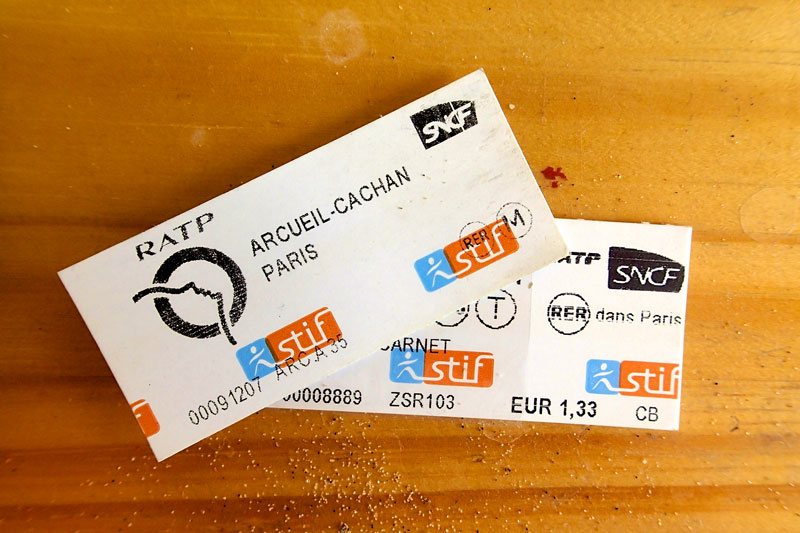 SNCF
RATP
ARCUEIL-CACHAN
PARIS
RER M
stif
stif
00091207 ARC.A.35
RATP SNCF
T
RER dans Paris
CARNET
stif
stif
00008889 ZSR103 EUR 1,33 CB